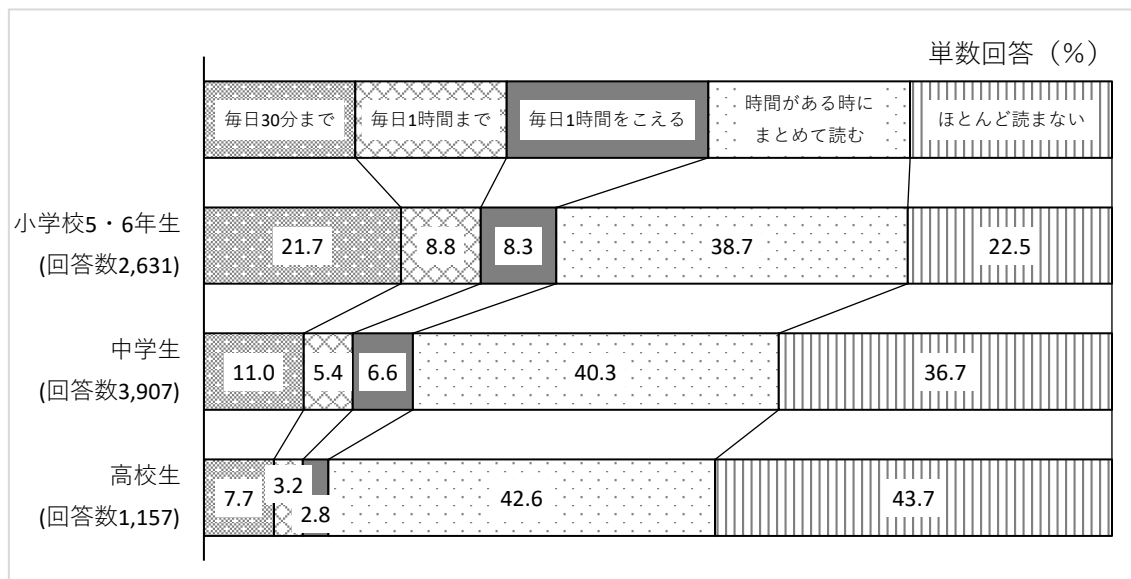 単数回答（%）
毎日30分まで
毎日1時間まで
毎日1時間をこえる
時間がある時に
まとめて読む
ほとんど読まない
小学校5・6年生
(回答数2,631)
21.7
8.8
8.3
38.7
22.5
中学生
(回答数3,907)
11.0
5.4
6.6
40.3
36.7
高校生
(回答数1,157)
7.7
3.2
2.8
42.6
43.7